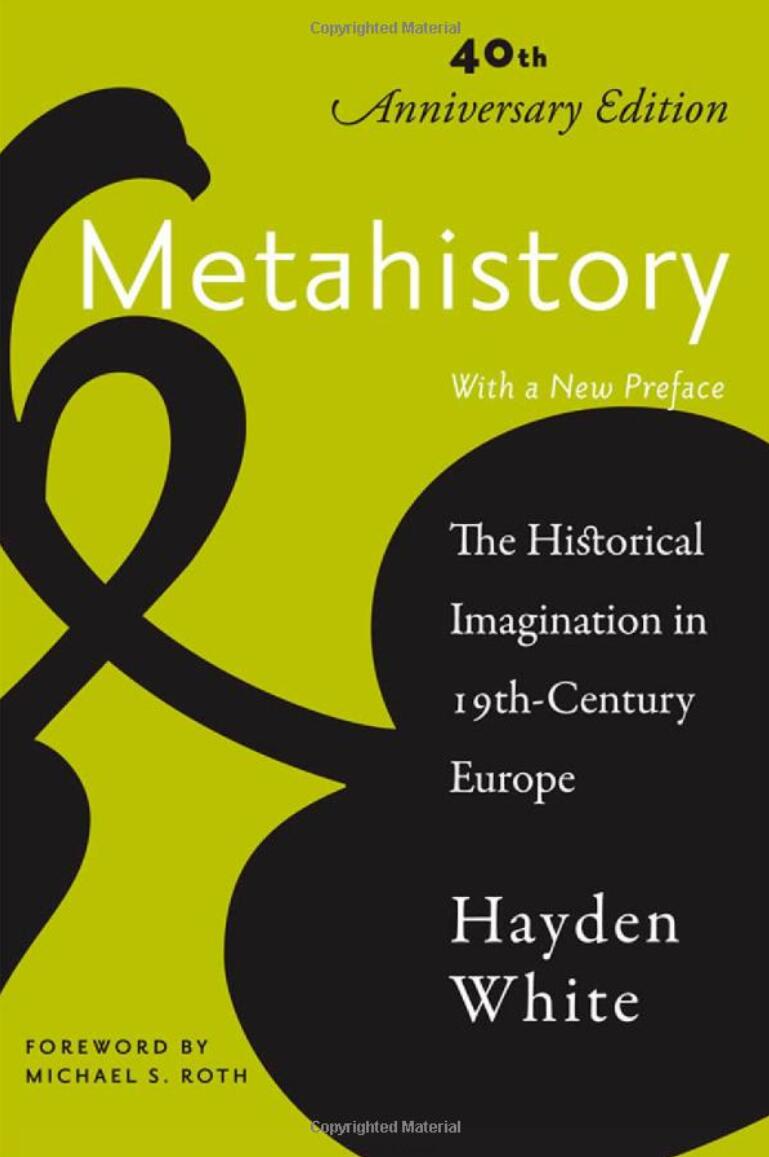 Copyrighted Material
40th
Anniversary Edition
Metahistory
With a New Preface
The Historical
Imagination in
19th-Century
Europe
Hayden
White
FOREWORD BY
MICHAEL S. ROTH
Copyrighted Material